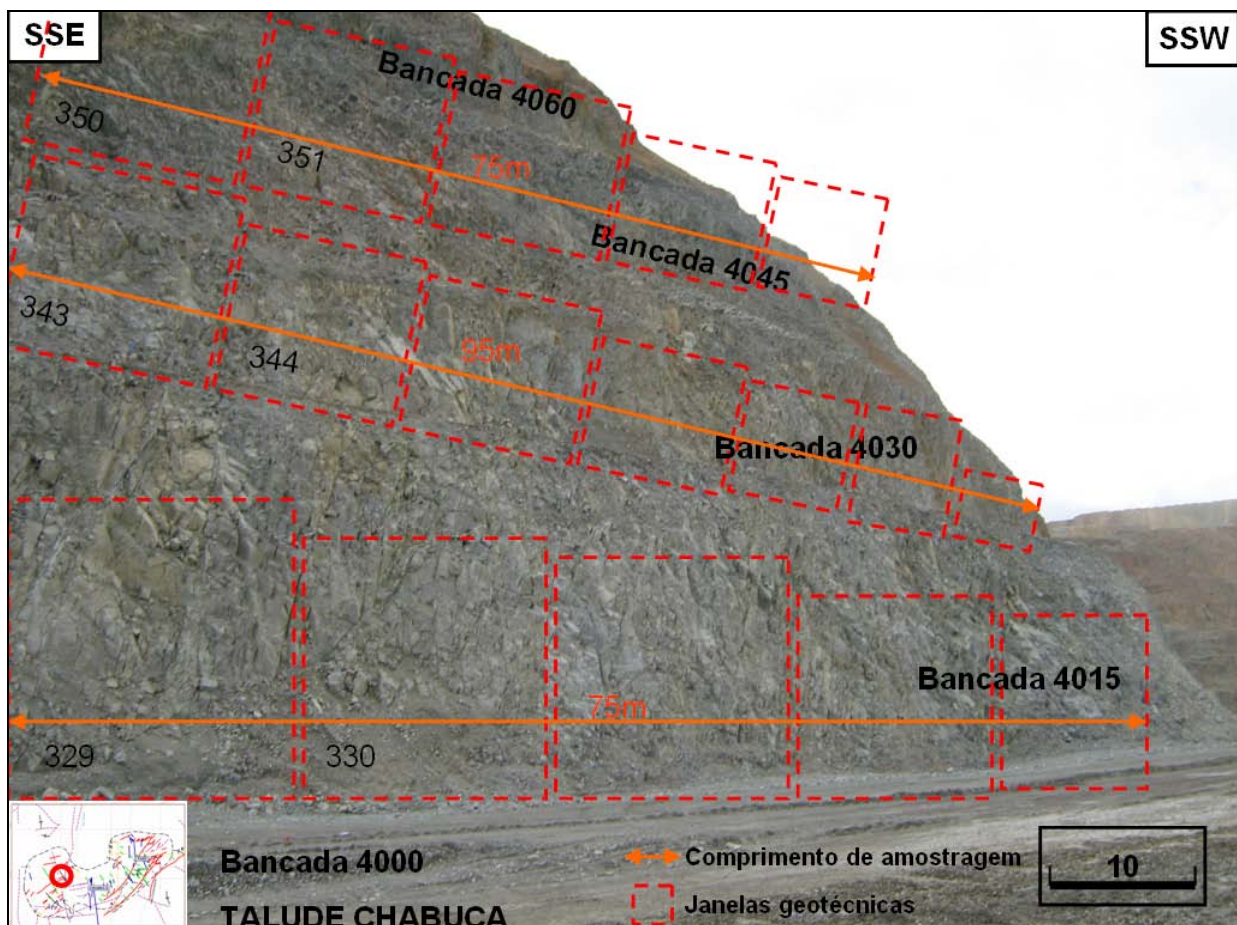 SSE
SSW
Bancada 4060
350
351
75m
Bancada 4045
343
344
95m
Bancada 4030
Bancada 4015
75m
329
330
Bancada 4000
TALUDE CHABUCA
Comprimento de amostragem
Janelas geotécnicas
10